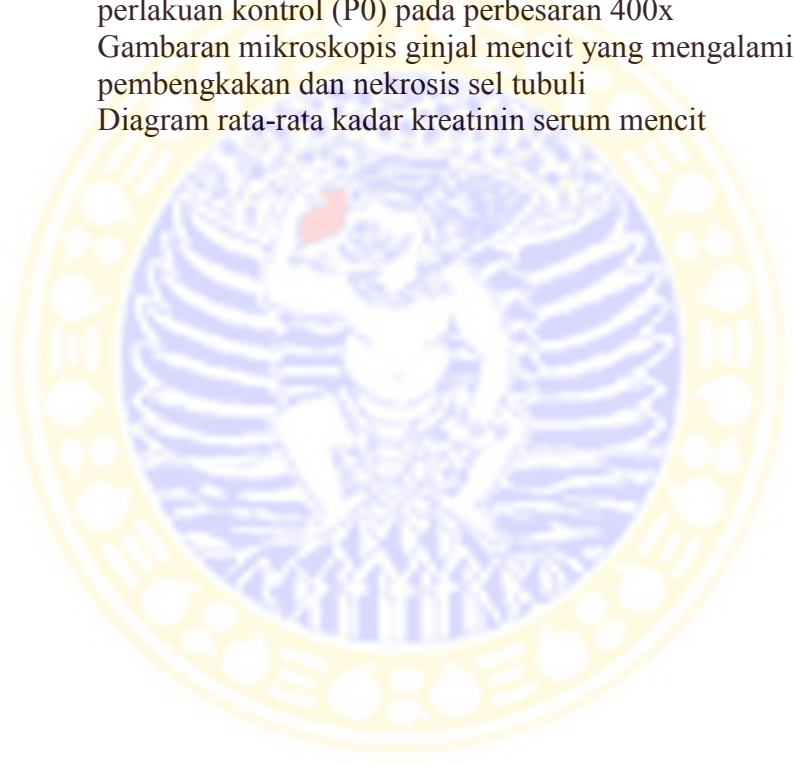 perlakuan kontrol (P0) pada perbesaran 400x
Gambaran mikroskopis ginjal mencit yang mengalami
pembengkakan dan nekrosis sel tubuli
Diagram rata-rata kadar kreatinin serum mencit